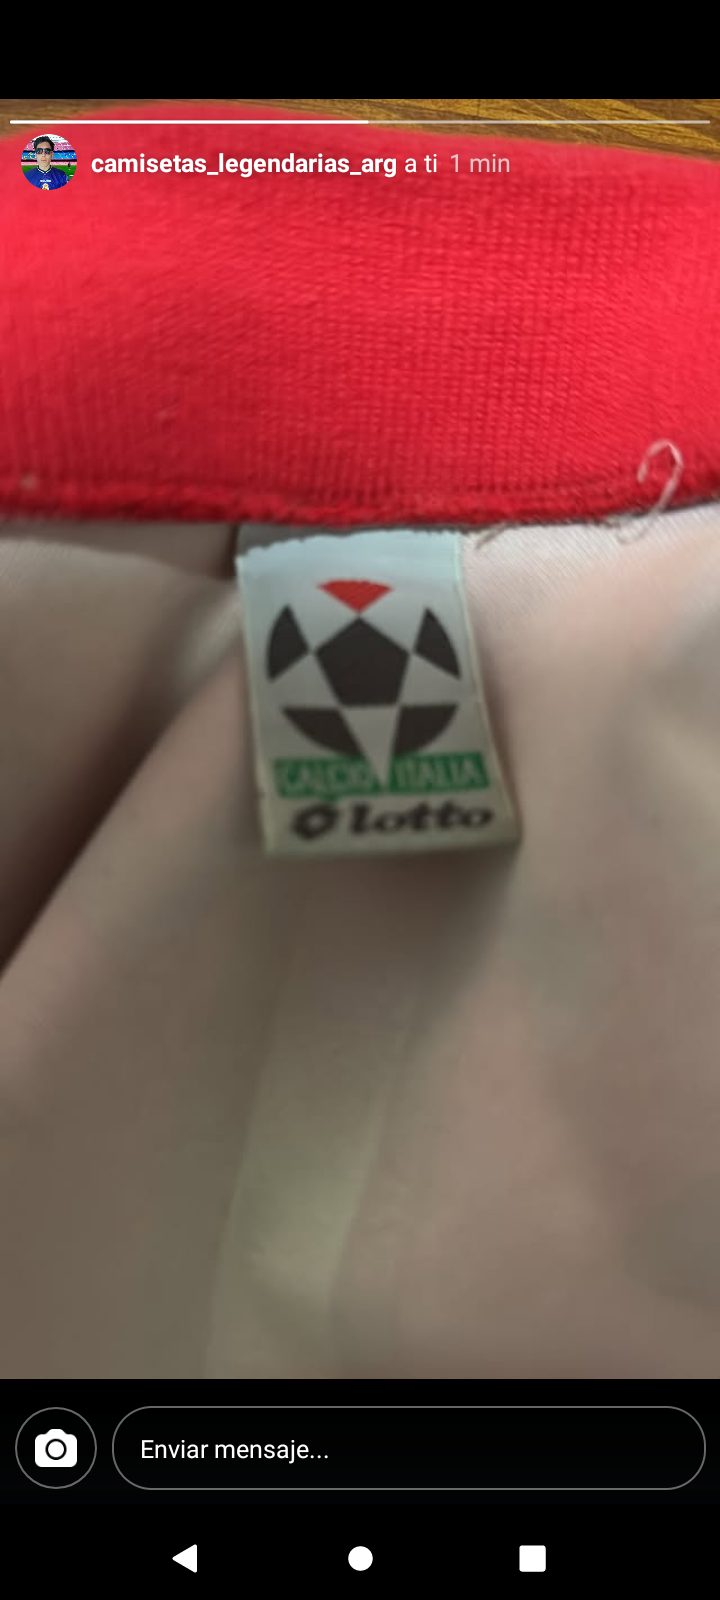 camisetas_legendarias_arg a ti 1 min
CALCIO ITALIA
lotto
Enviar mensaje...